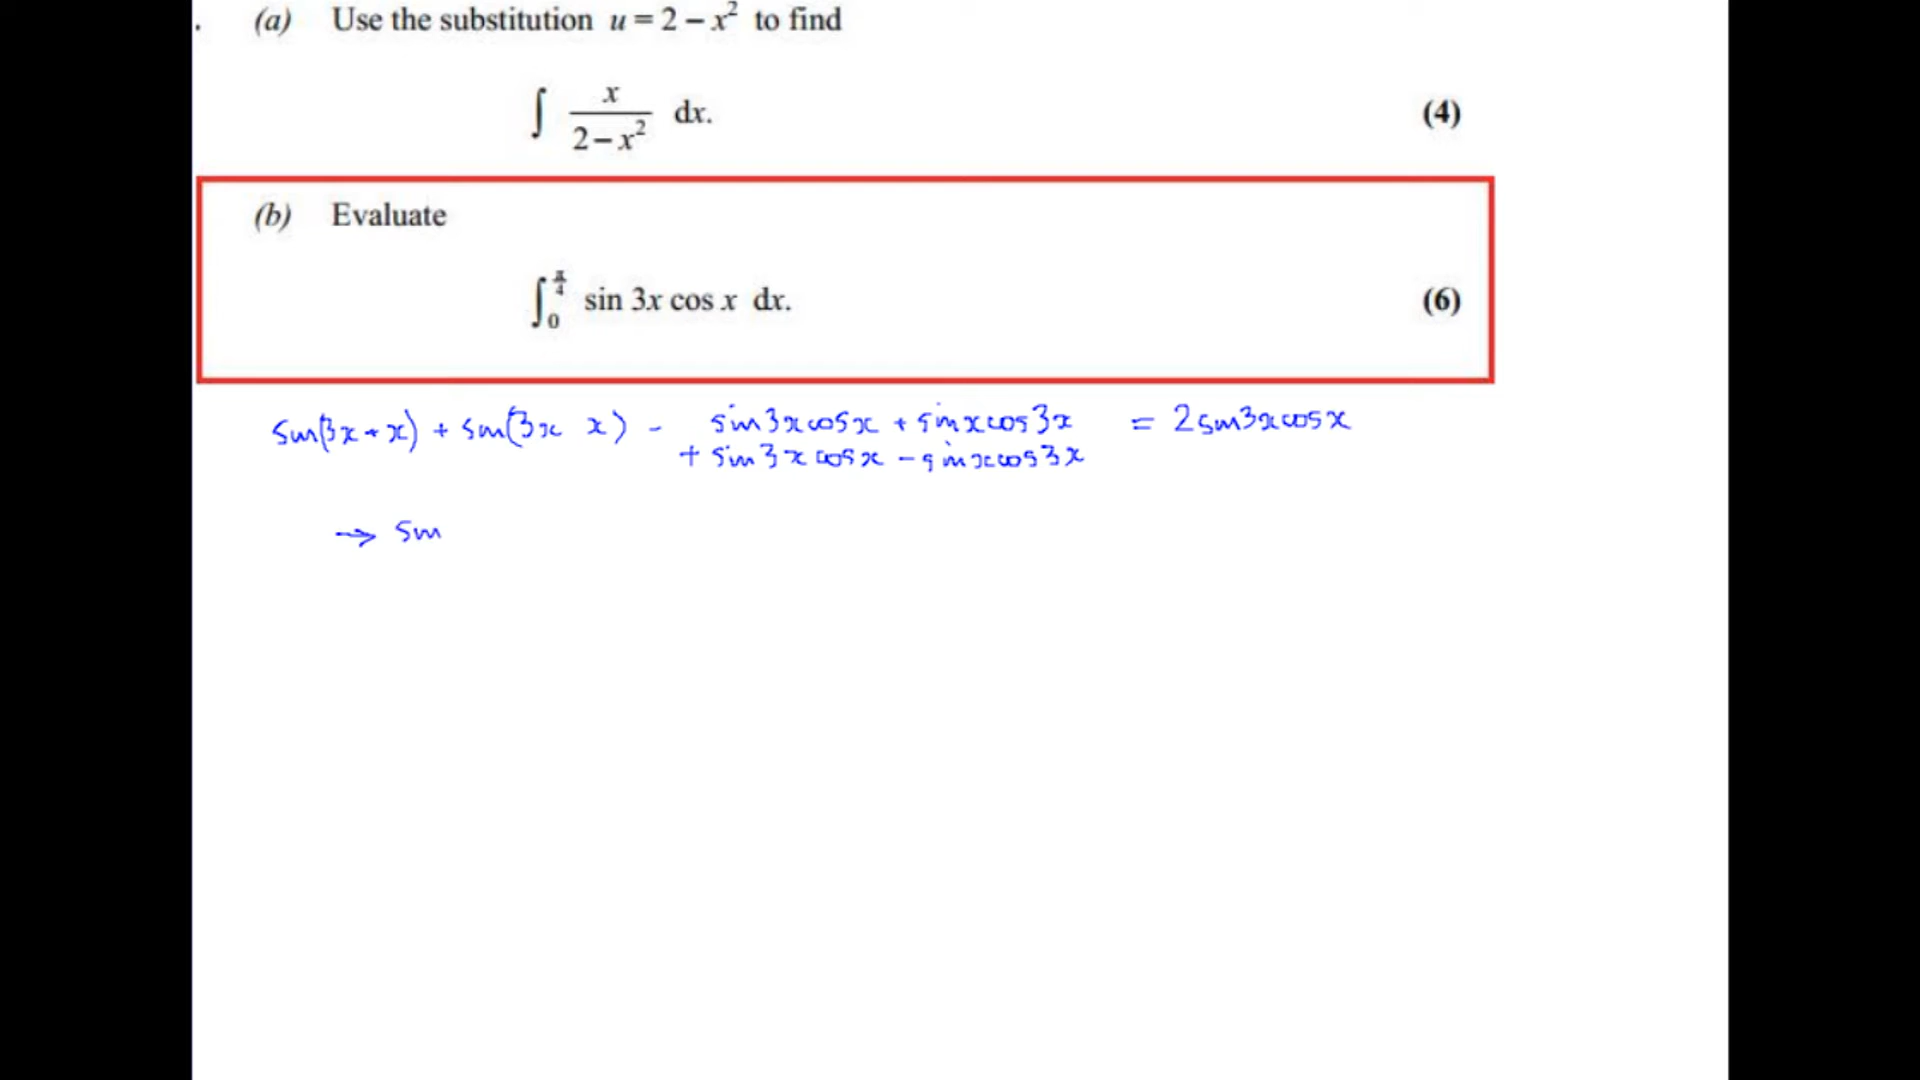 . (a) Use the substitution u = 2 – x² to find
∫ x / (2 – x²) dx. (4)
(b) Evaluate
∫₀^(π/4) sin 3x cos x dx. (6)
sin(3x + x) + sin(3x x) - sin3xcosx + sinxcos3x = 2sin3xcosx
+ sin3xcosx - sinxcos3x
→ sin